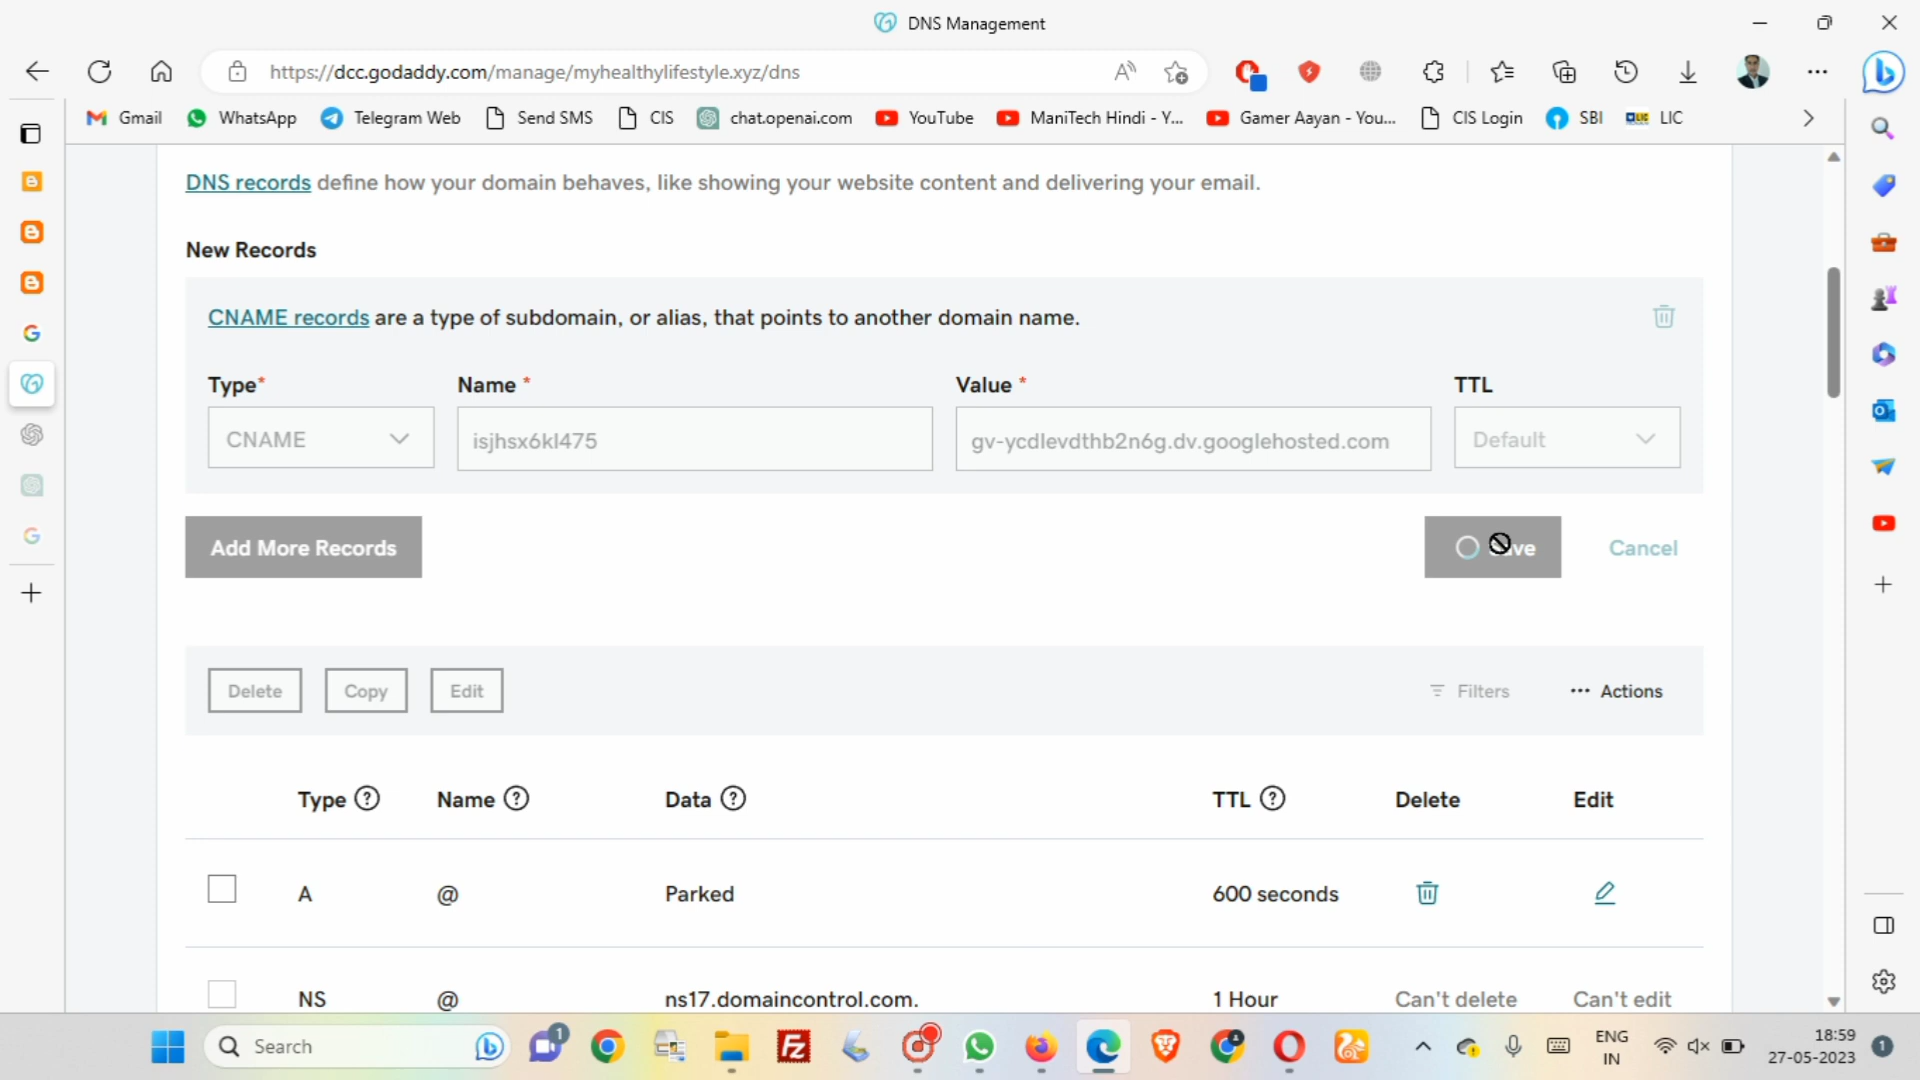 DNS Management
https://dcc.godaddy.com/manage/myhealthylifestyle.xyz/dns
Gmail WhatsApp Telegram Web Send SMS CIS chat.openai.com YouTube ManiTech Hindi - Y... Gamer Aayan - You... CIS Login SBI LIC
DNS records define how your domain behaves, like showing your website content and delivering your email.
New Records
CNAME records are a type of subdomain, or alias, that points to another domain name.
Type* Name * Value * TTL
CNAME isjhsx6kl475 gv-ycdlevdthb2n6g.dv.googlehosted.com Default
Add More Records Cancel
Delete Copy Edit Filters ... Actions
Type Name Data TTL Delete Edit
A @ Parked 600 seconds
NS @ ns17.domaincontrol.com. 1 Hour Can't delete Can't edit
Search 1 ENG 18:59
IN 27-05-2023 1